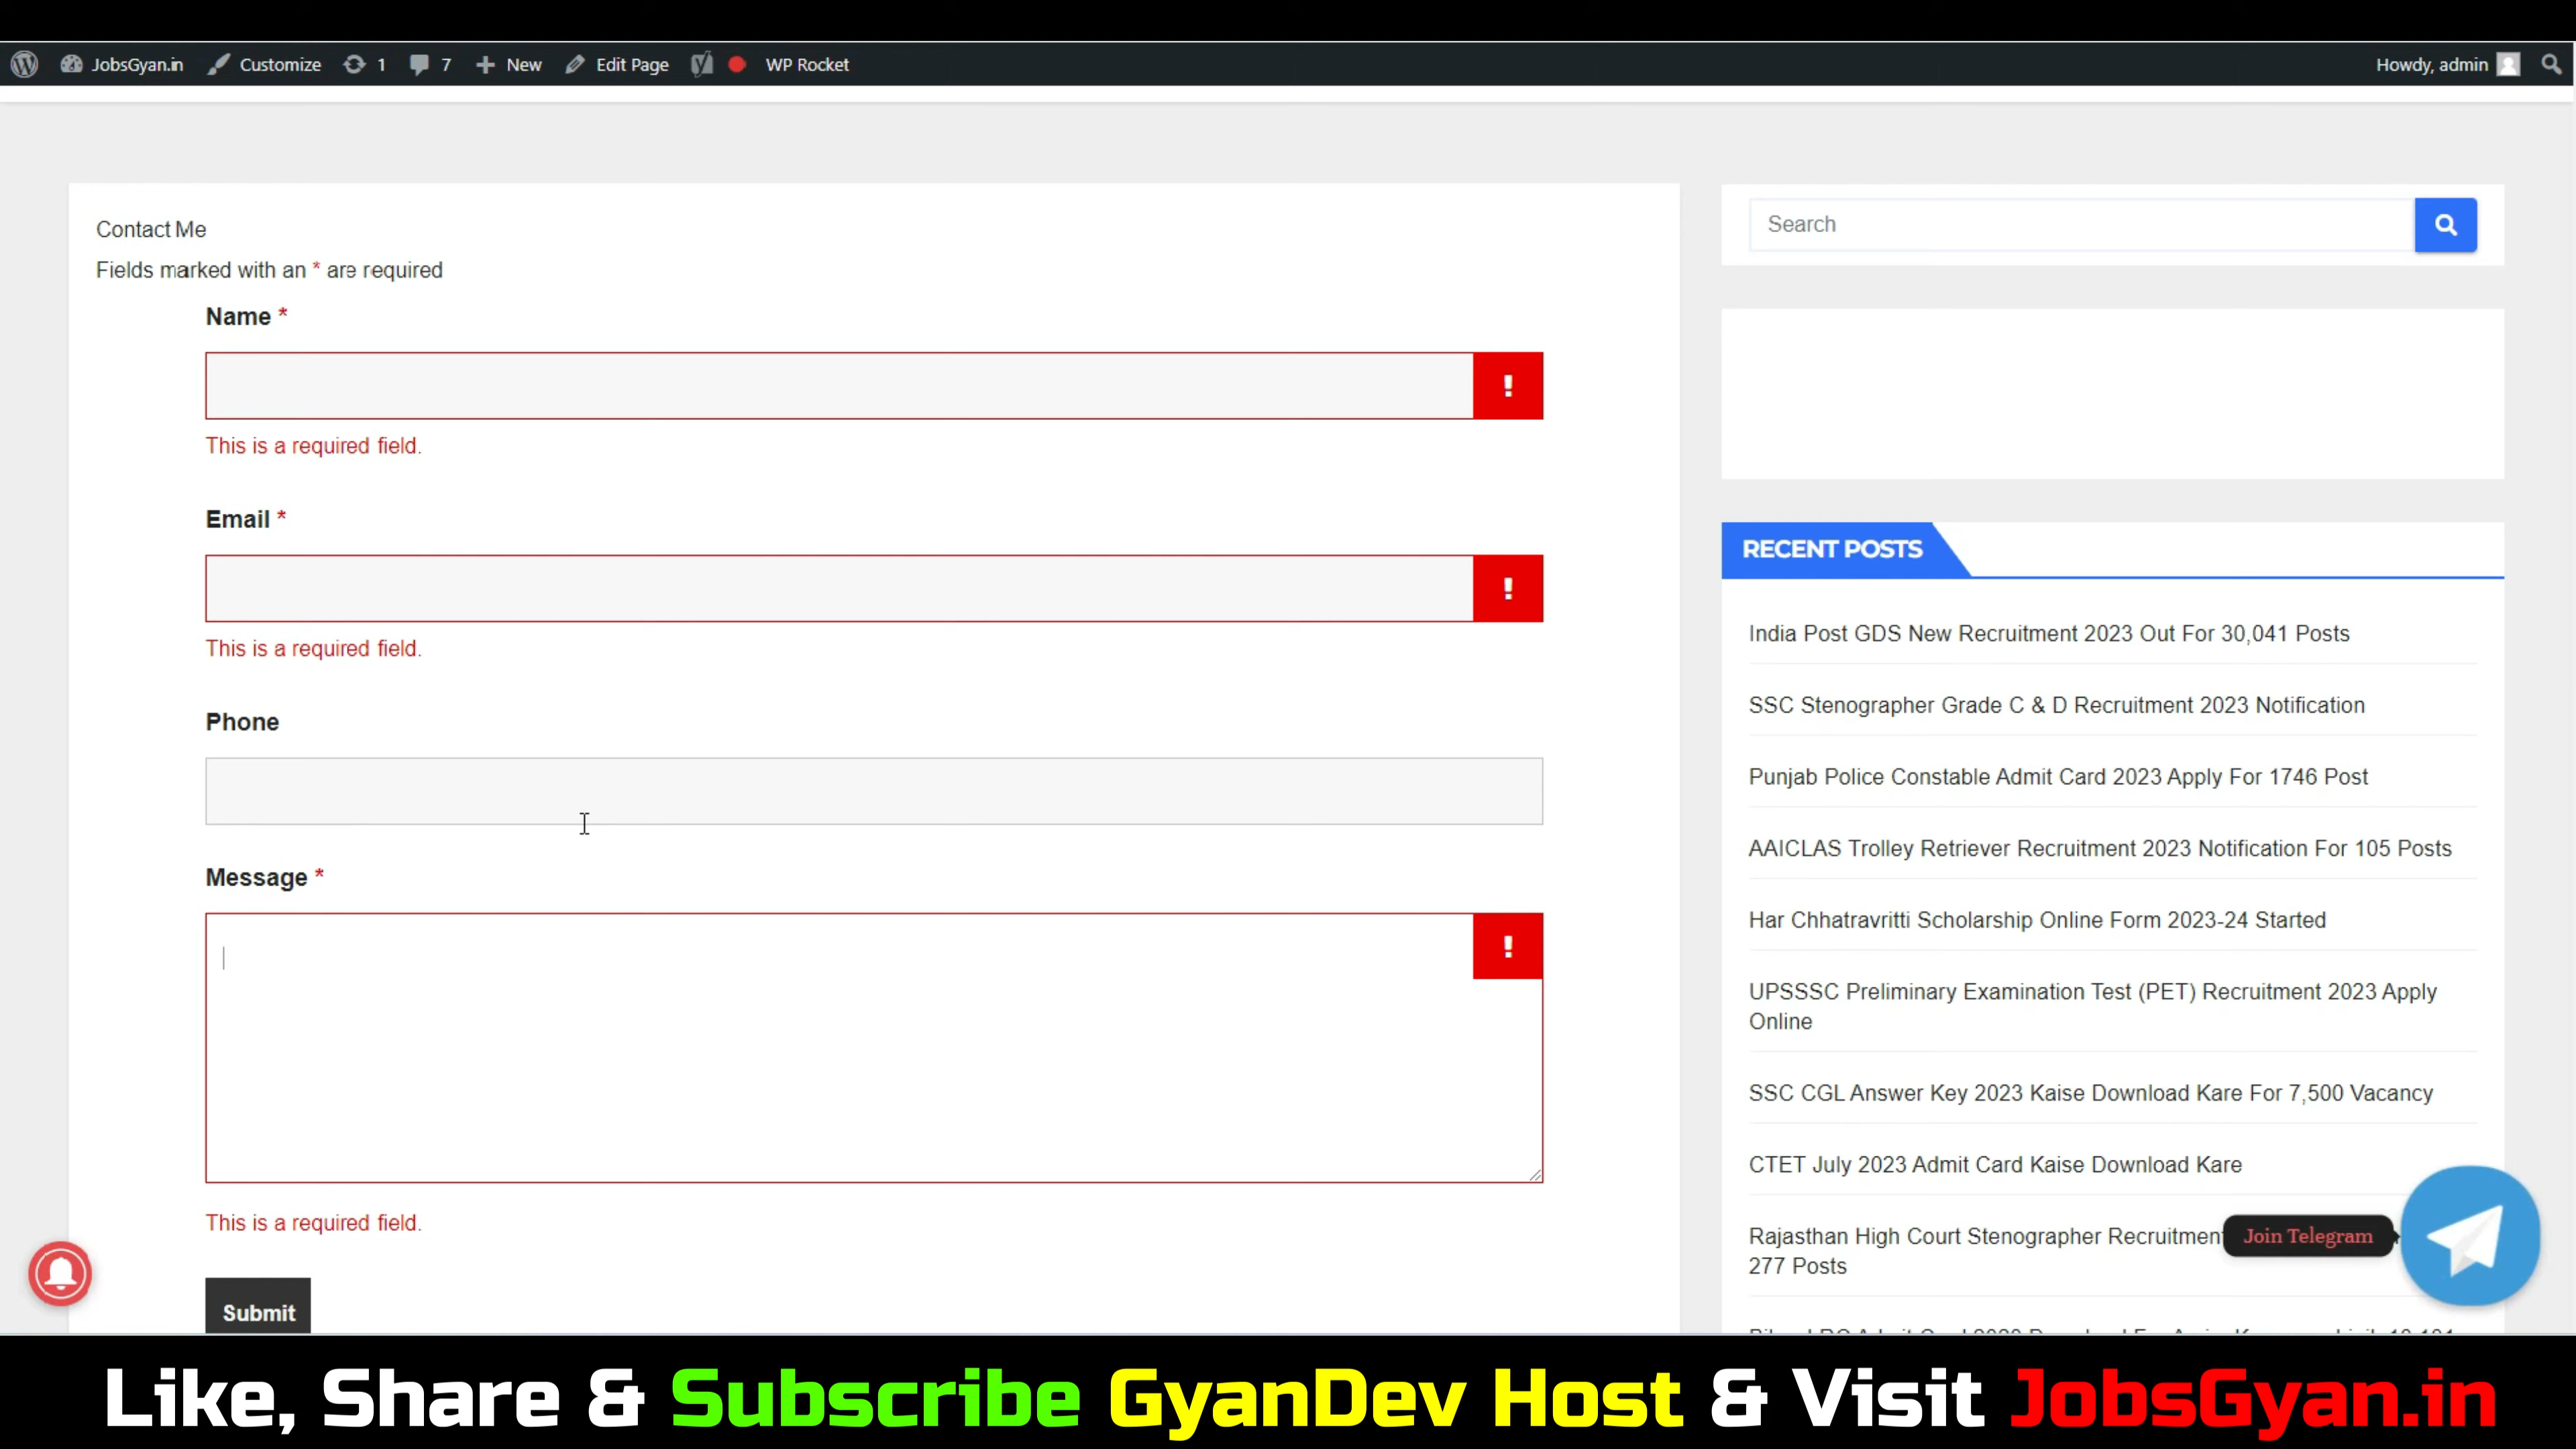 JobsGyan.in Customize 1 7 New Edit Page WP Rocket Howdy, admin
Contact Me
Fields marked with an * are required
Name *
!
This is a required field.
Email *
!
This is a required field.
Phone
Message *
!
This is a required field.
Submit
Search
RECENT POSTS
India Post GDS New Recruitment 2023 Out For 30,041 Posts
SSC Stenographer Grade C & D Recruitment 2023 Notification
Punjab Police Constable Admit Card 2023 Apply For 1746 Post
AAICLAS Trolley Retriever Recruitment 2023 Notification For 105 Posts
Har Chhatravritti Scholarship Online Form 2023-24 Started
UPSSSC Preliminary Examination Test (PET) Recruitment 2023 Apply
Online
SSC CGL Answer Key 2023 Kaise Download Kare For 7,500 Vacancy
CTET July 2023 Admit Card Kaise Download Kare
Rajasthan High Court Stenographer Recruitment
277 Posts
Join Telegram
Like, Share & Subscribe GyanDev Host & Visit JobsGyan.in